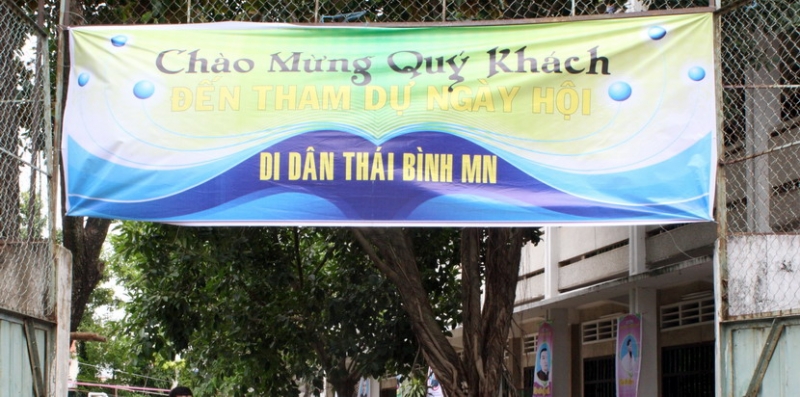 Chào Mừng Quý Khách
ĐẾN THAM DỰ NGÀY HỘI
DI DÂN THÁI BÌNH MN